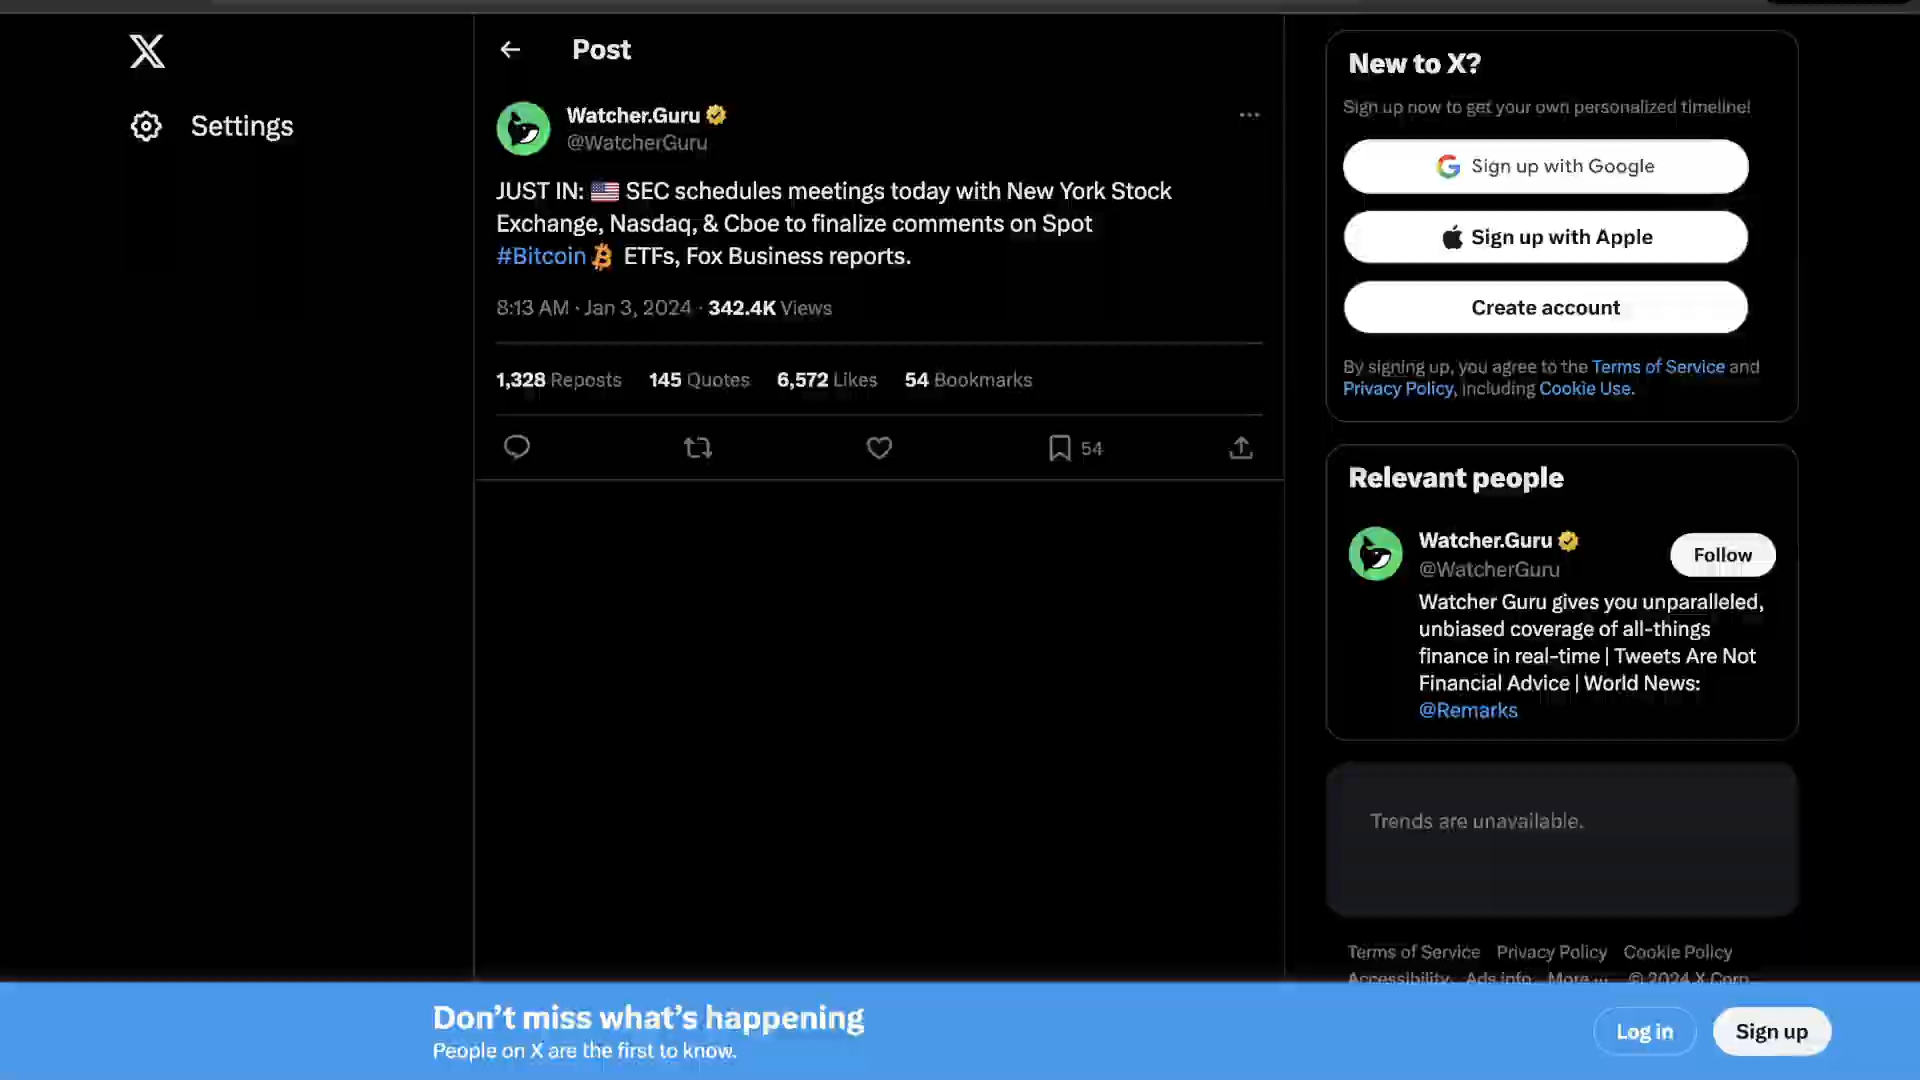 Settings
Post
Watcher.Guru
@WatcherGuru
JUST IN: 🇺🇸 SEC schedules meetings today with New York Stock
Exchange, Nasdaq, & Cboe to finalize comments on Spot
#Bitcoin ETFs, Fox Business reports.
8:13 AM · Jan 3, 2024 · 342.4K Views
1,328 Reposts 145 Quotes 6,572 Likes 54 Bookmarks
54
New to X?
Sign up now to get your own personalized timeline!
Sign up with Google
Sign up with Apple
Create account
By signing up, you agree to the Terms of Service and
Privacy Policy, including Cookie Use.
Relevant people
Watcher.Guru
@WatcherGuru
Follow
Watcher Guru gives you unparalleled,
unbiased coverage of all-things
finance in real-time | Tweets Are Not
Financial Advice | World News:
@Remarks
Trends are unavailable.
Terms of Service Privacy Policy Cookie Policy
Accessibility Ads info More ... © 2024 X Corp.
Don’t miss what’s happening
People on X are the first to know.
Log in
Sign up